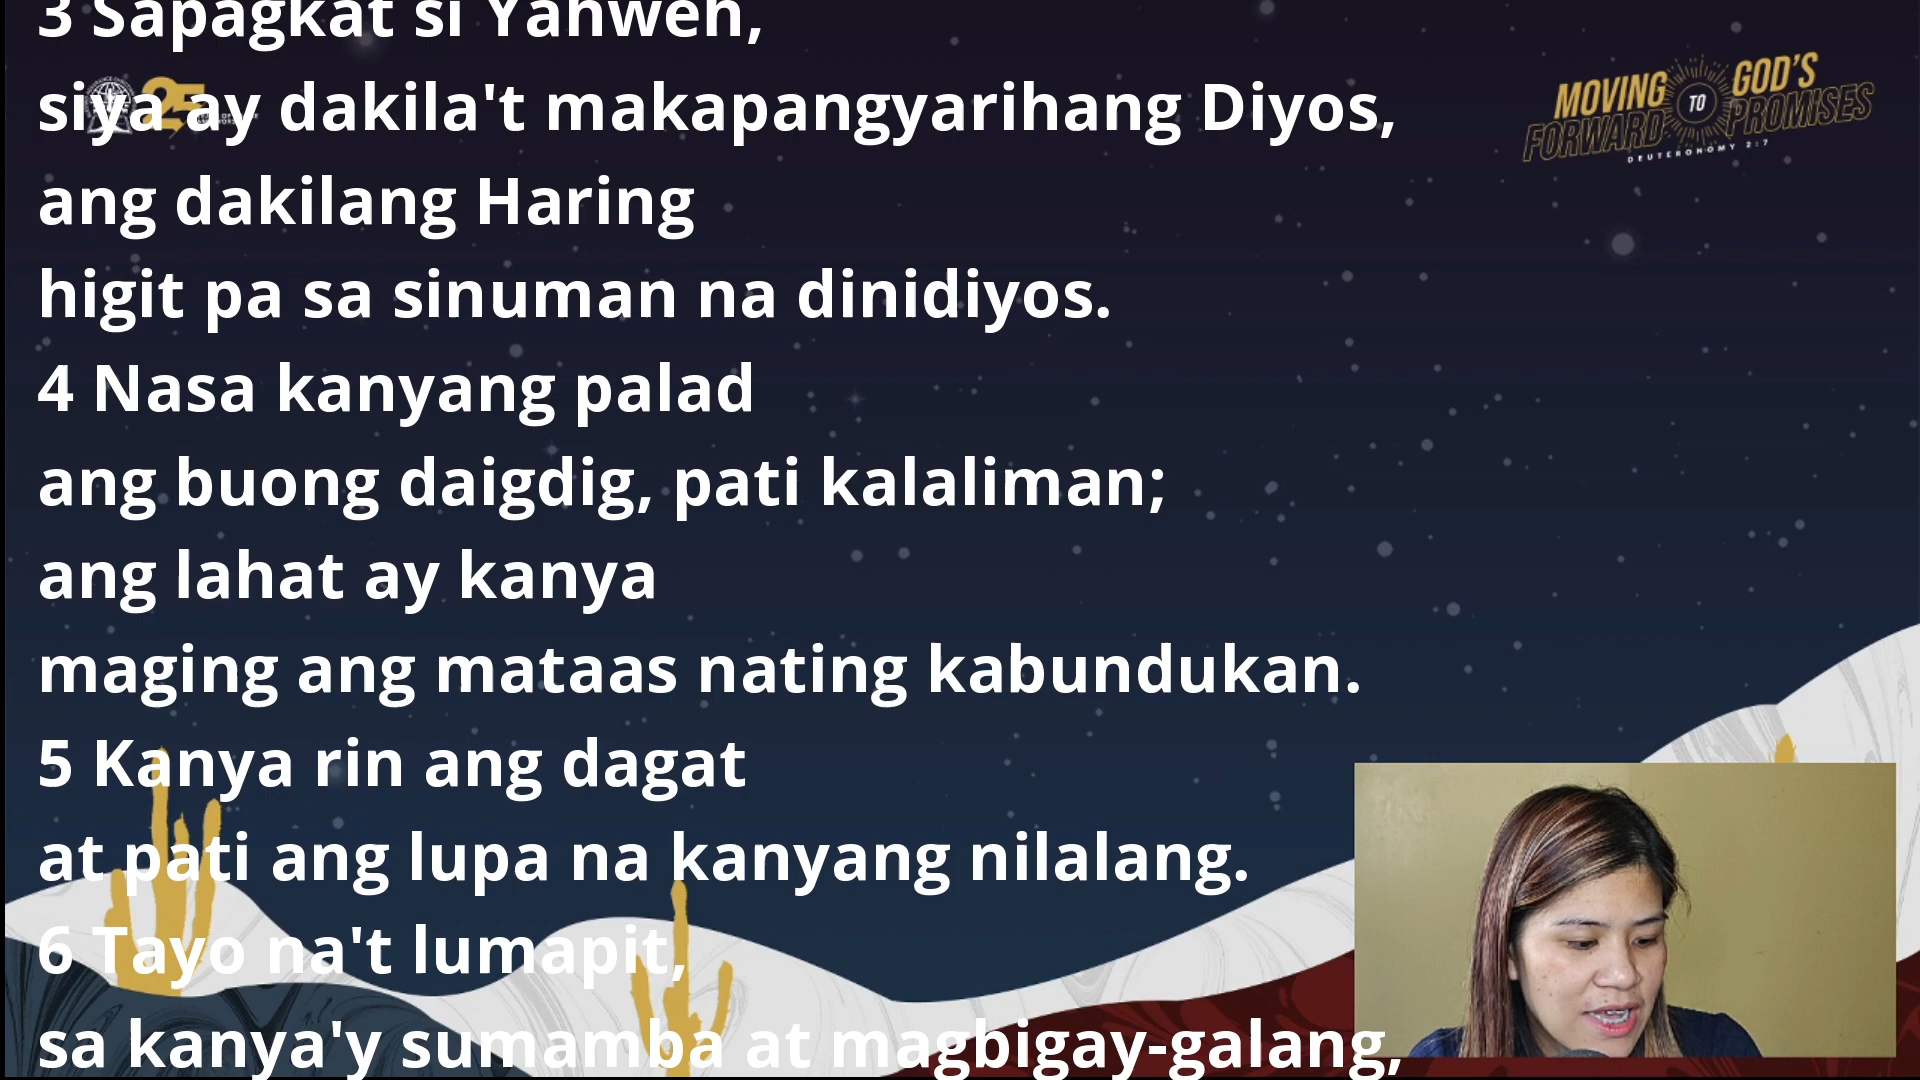 3 Sapagkat si Yahweh,
siya ay dakila't makapangyarihang Diyos,
ang dakilang Haring
higit pa sa sinuman na dinidiyos.
4 Nasa kanyang palad
ang buong daigdig, pati kalaliman;
ang lahat ay kanya
maging ang mataas nating kabundukan.
5 Kanya rin ang dagat
at pati ang lupa na kanyang nilalang.
6 Tayo na't lumapit,
sa kanya'y sumamba at magbigay-galang,
25
MOVING
FORWARD
TO
GOD'S
PROMISES
DEUTERONOMY 2:7